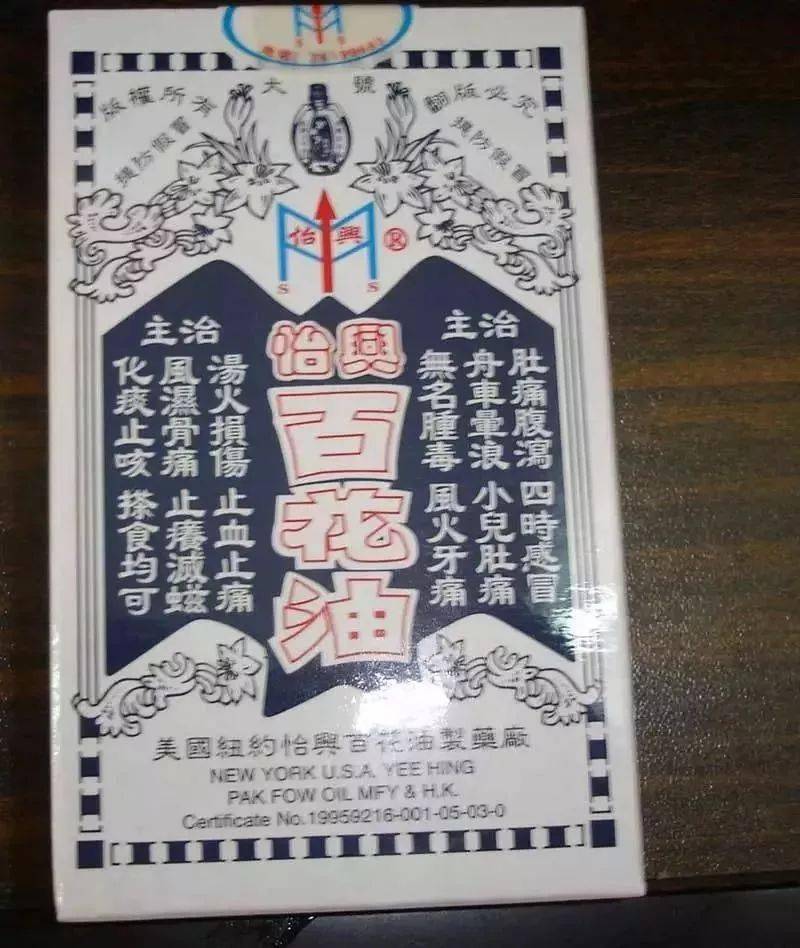 版權所有 大號 翻版必究
提防假冒 提防假冒
怡興®
S S
怡興
百花油
主治
肚痛腹瀉 四時感冒
舟車暈浪 小兒肚痛
無名腫毒 風火牙痛
主治
湯火損傷 止血止痛
風濕骨痛 止癢滅螆
化痰止咳 搽食均可
美國紐約怡興百花油製藥廠
NEW YORK U.S.A. YEE HING
PAK FOW OIL MFY & H.K.
Certificate No.19959216-001-05-03-0